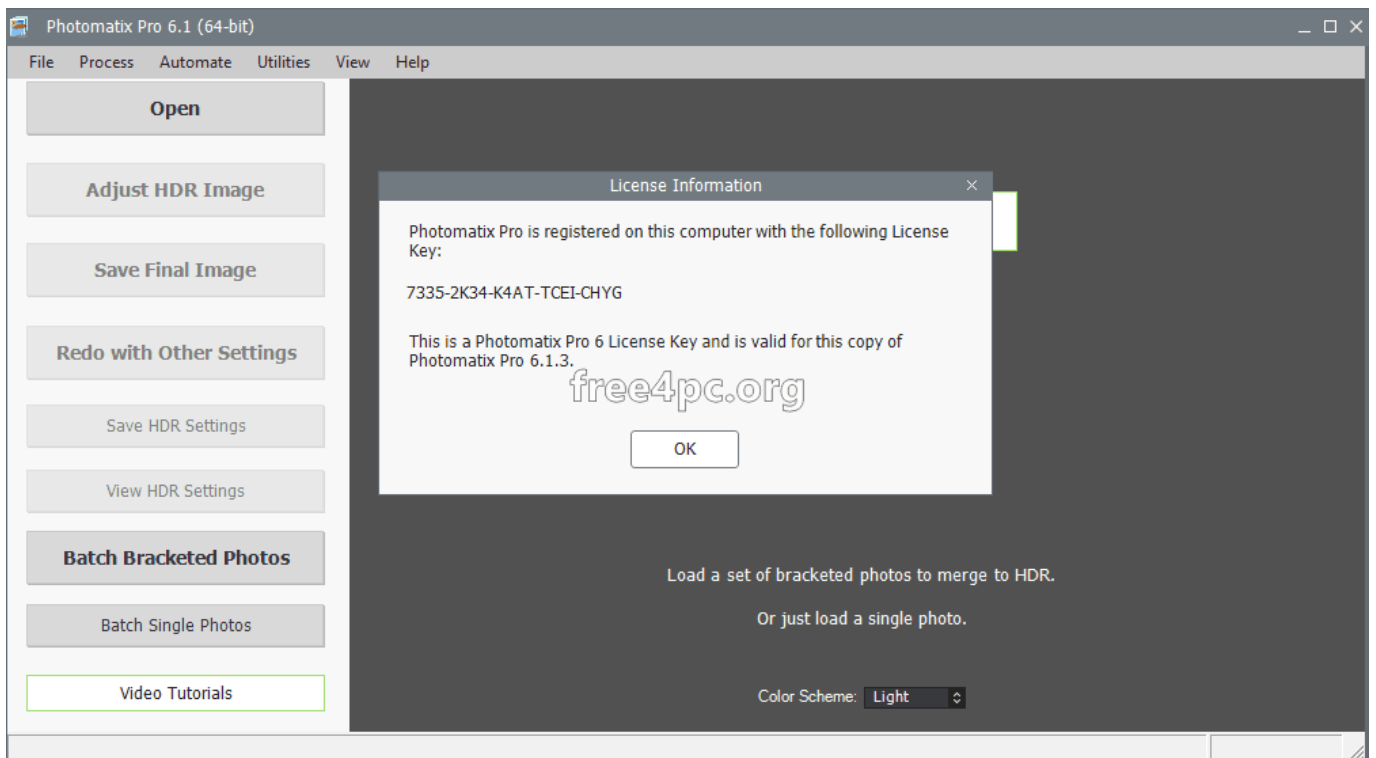 Photomatix Pro 6.1 (64-bit)
File Process Automate Utilities View Help
Open
Adjust HDR Image
Save Final Image
Redo with Other Settings
Save HDR Settings
View HDR Settings
Batch Bracketed Photos
Batch Single Photos
Video Tutorials
License Information
Photomatix Pro is registered on this computer with the following License
Key:
7335-2K34-K4AT-TCEI-CHYG
This is a Photomatix Pro 6 License Key and is valid for this copy of
Photomatix Pro 6.1.3.
free4pc.org
OK
Load a set of bracketed photos to merge to HDR.
Or just load a single photo.
Color Scheme: Light